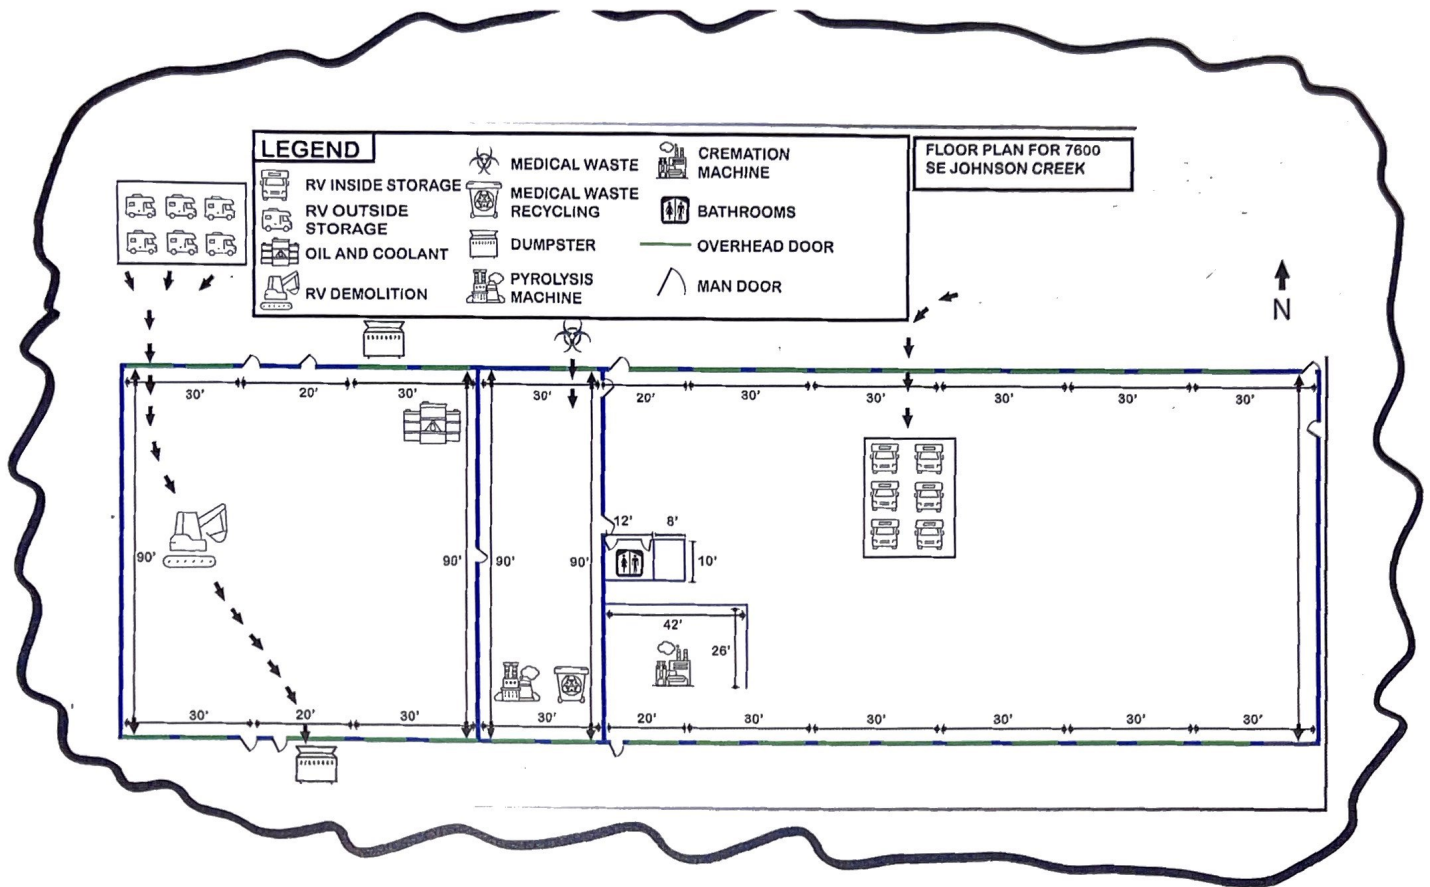 LEGEND
RV INSIDE STORAGE
RV OUTSIDE
STORAGE
OIL AND COOLANT
RV DEMOLITION
MEDICAL WASTE
MEDICAL WASTE
RECYCLING
DUMPSTER
PYROLYSIS
MACHINE
CREMATION
MACHINE
BATHROOMS
OVERHEAD DOOR
MAN DOOR
FLOOR PLAN FOR 7600
SE JOHNSON CREEK
N
30' 20' 30' 30' 20' 30' 30' 30' 30' 30'
12' 8'
90' 90' 90' 90' 10'
42'
26'
30' 20' 30' 30' 20' 30' 30' 30' 30' 30'